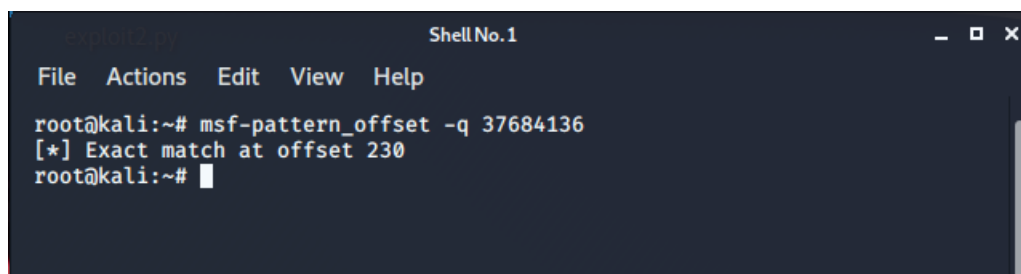 exploit2.py
Shell No. 1
File Actions Edit View Help
root@kali:~# msf-pattern_offset -q 37684136
[*] Exact match at offset 230
root@kali:~#